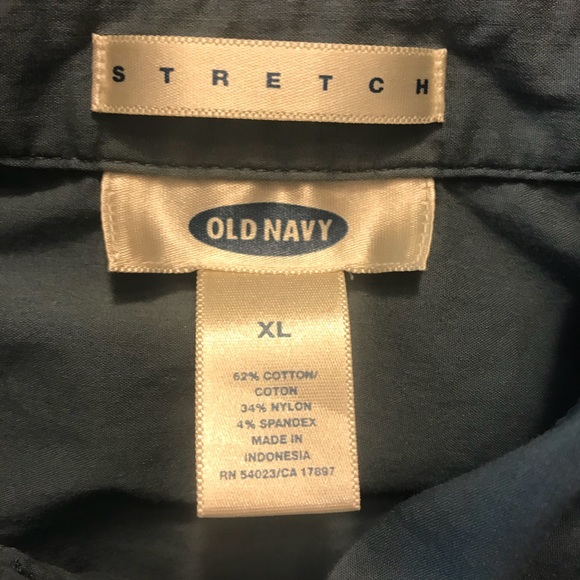 STRETCH
OLD NAVY
XL
62% COTTON/
COTON
34% NYLON
4% SPANDEX
MADE IN
INDONESIA
RN 54023/CA 17897